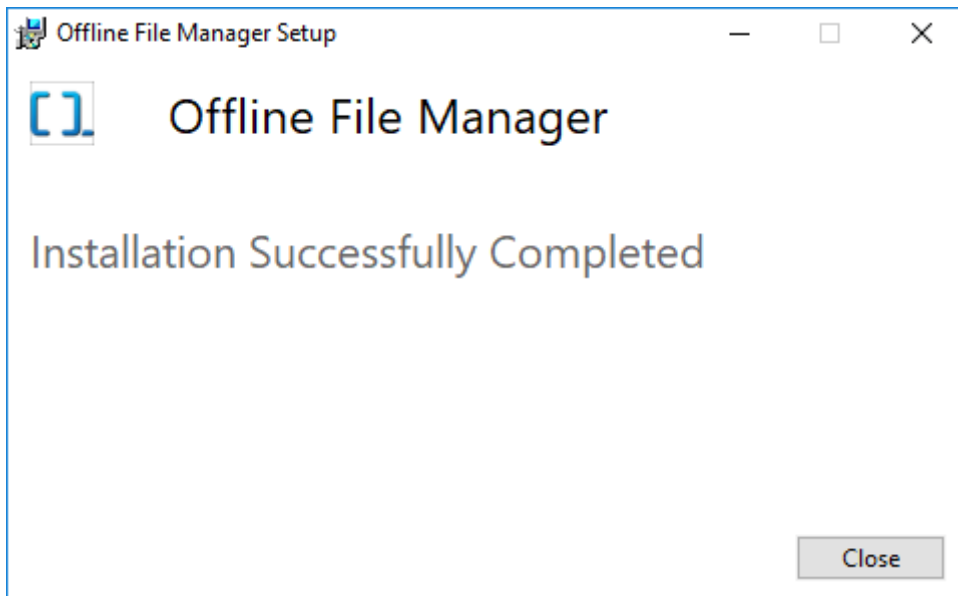 Offline File Manager Setup
Offline File Manager
Installation Successfully Completed
Close